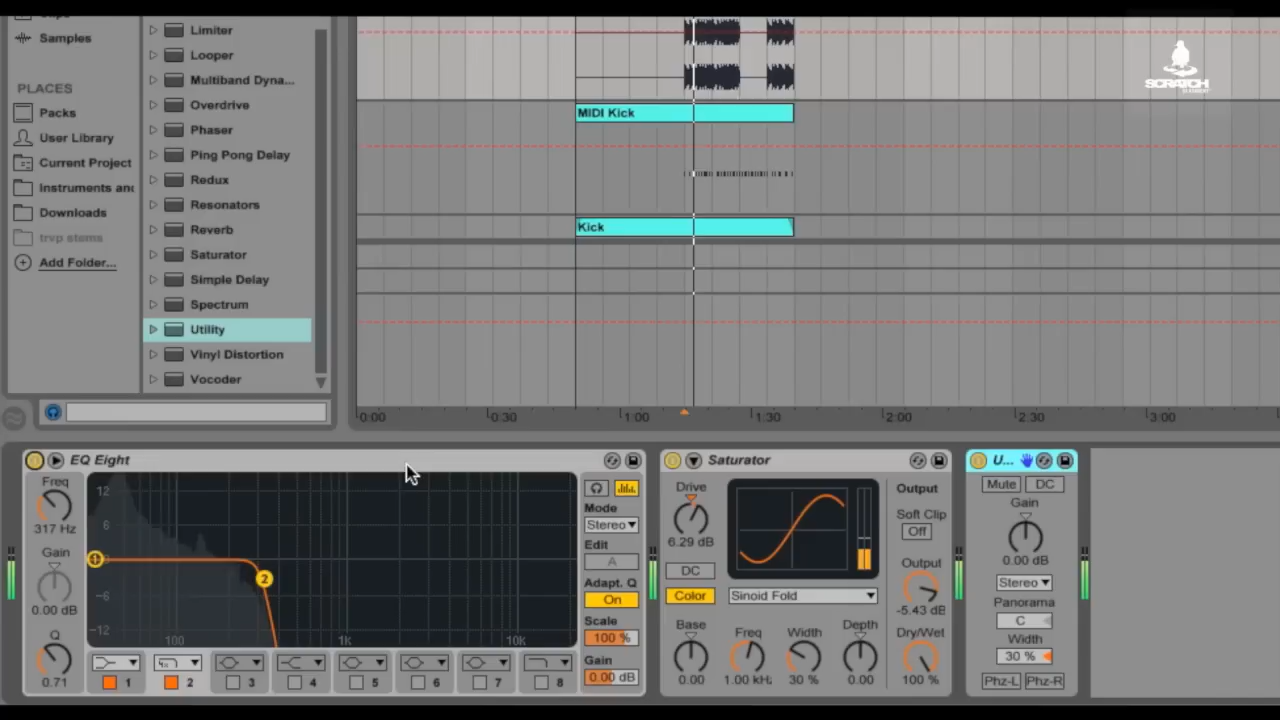 Samples
PLACES
Packs
User Library
Current Project
Instruments and
Downloads
trvp stems
Add Folder...
Limiter
Looper
Multiband Dyna...
Overdrive
Phaser
Ping Pong Delay
Redux
Resonators
Reverb
Saturator
Simple Delay
Spectrum
Utility
Vinyl Distortion
Vocoder
SCRATCH
MIDI Kick
Kick
0:00 0:30 1:00 1:30 2:00 2:30 3:00
EQ Eight
Freq
317 Hz
Gain
0.00 dB
Q
0.71
12
6
-6
-12
100 1k 10k
1
2
1 2 3 4 5 6 7 8
Mode
Stereo
Edit
A
Adapt. Q
On
Scale
100 %
Gain
0.00 dB
Saturator
Drive
6.29 dB
DC
Color
Sinoid Fold
Base
0.00
Freq
1.00 kHz
Width
30 %
Depth
0.00
Output
Soft Clip
Off
Output
-5.43 dB
Dry/Wet
100 %
U...
Mute DC
Gain
0.00 dB
Stereo
Panorama
C
Width
30 %
Phz-L Phz-R